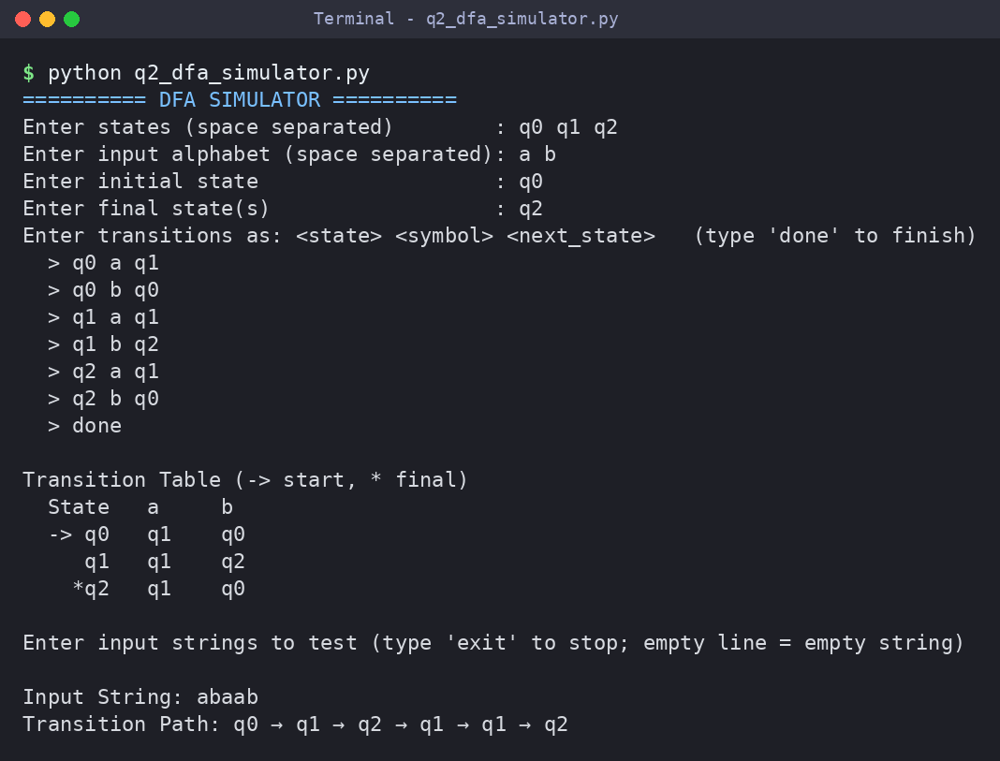 Terminal - q2_dfa_simulator.py
$ python q2_dfa_simulator.py
========== DFA SIMULATOR ==========
Enter states (space separated)        : q0 q1 q2
Enter input alphabet (space separated): a b
Enter initial state                   : q0
Enter final state(s)                  : q2
Enter transitions as: <state> <symbol> <next_state>   (type 'done' to finish)
  > q0 a q1
  > q0 b q0
  > q1 a q1
  > q1 b q2
  > q2 a q1
  > q2 b q0
  > done
Transition Table (-> start, * final)
  State   a     b
  -> q0   q1    q0
     q1   q1    q2
    *q2   q1    q0
Enter input strings to test (type 'exit' to stop; empty line = empty string)
Input String: abaab
Transition Path: q0 → q1 → q2 → q1 → q1 → q2